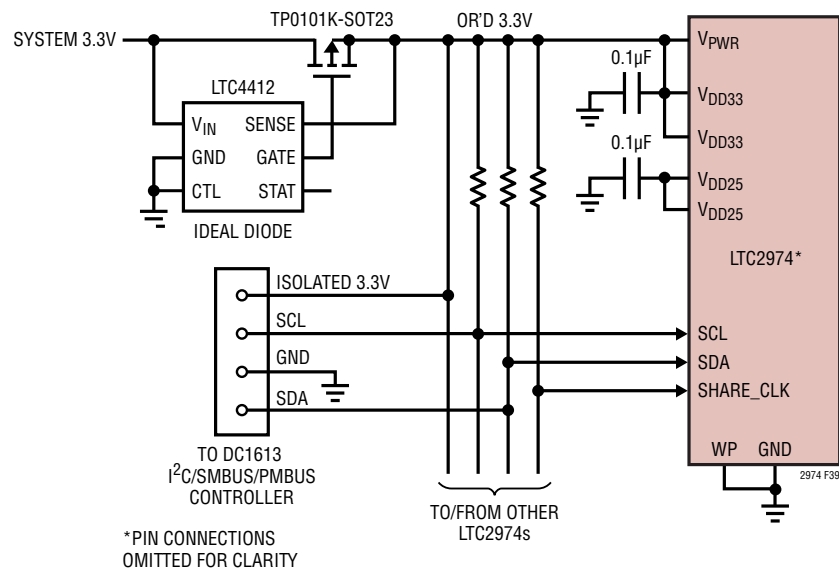 TP0101K-SOT23
OR'D 3.3V
SYSTEM 3.3V
LTC4412
V_IN SENSE
GND GATE
CTL STAT
IDEAL DIODE
0.1µF
0.1µF
V_PWR
V_DD33
V_DD33
V_DD25
V_DD25
LTC2974*
SCL
SDA
SHARE_CLK
WP GND
2974 F39
ISOLATED 3.3V
SCL
GND
SDA
TO DC1613
I²C/SMBUS/PMBUS
CONTROLLER
TO/FROM OTHER
LTC2974s
*PIN CONNECTIONS
OMITTED FOR CLARITY